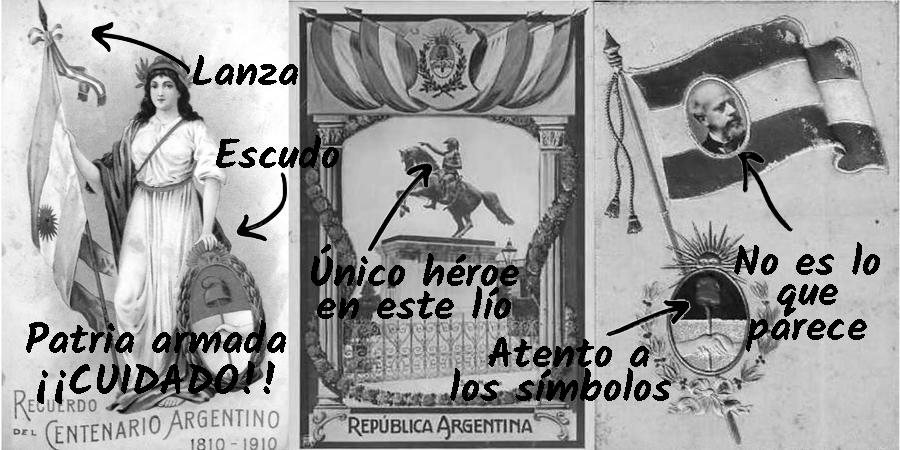 Lanza
Escudo
Patria armada
¡¡CUIDADO!!
RECUERDO
DEL CENTENARIO ARGENTINO
1810-1910
Único héroe
en este lío
REPÚBLICA ARGENTINA
No es lo
que
parece
Atento a
los símbolos